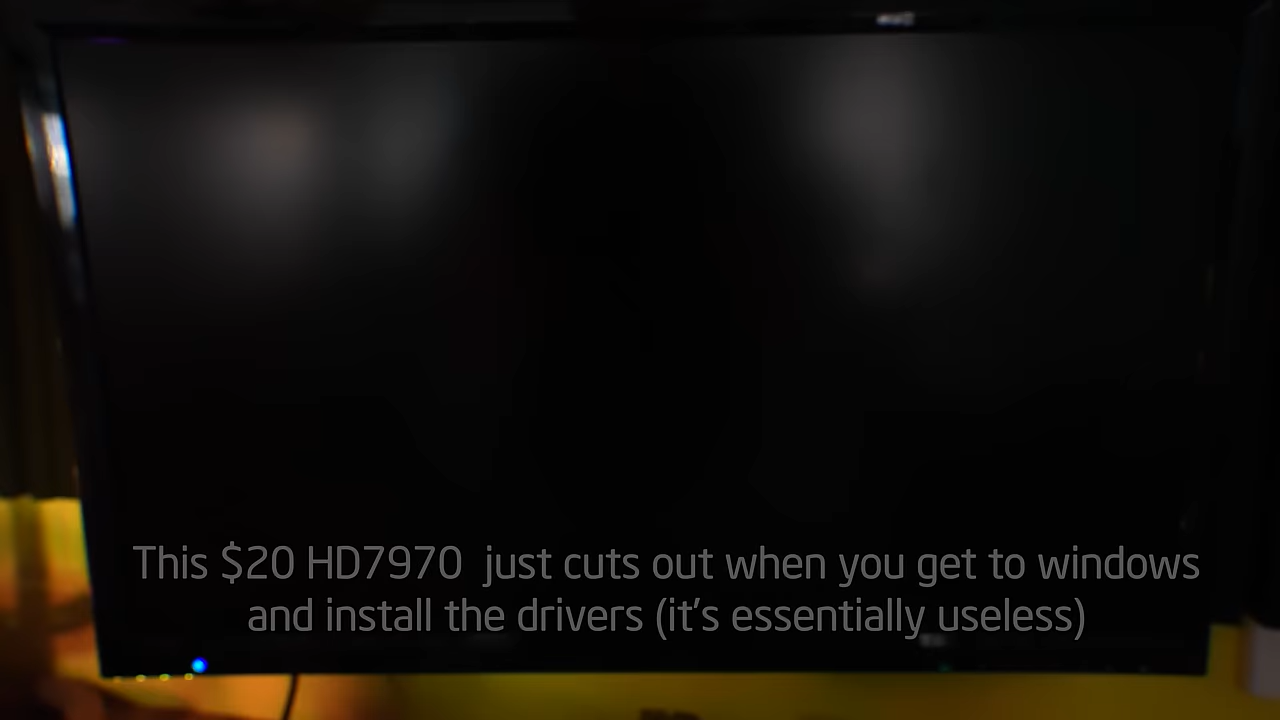 This $20 HD7970  just cuts out when you get to windows
and install the drivers (it's essentially useless)